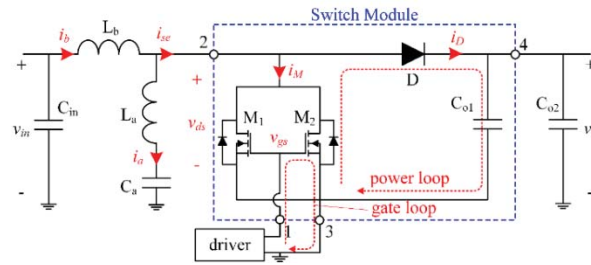 Switch Module
i_b
L_b
i_se
2
i_D
4
+
C_in
v_in
-
L_a
i_a
C_a
+
v_ds
-
i_M
M_1
M_2
v_gs
D
C_o1
power loop
gate loop
1
3
driver
C_o2
+
v
-